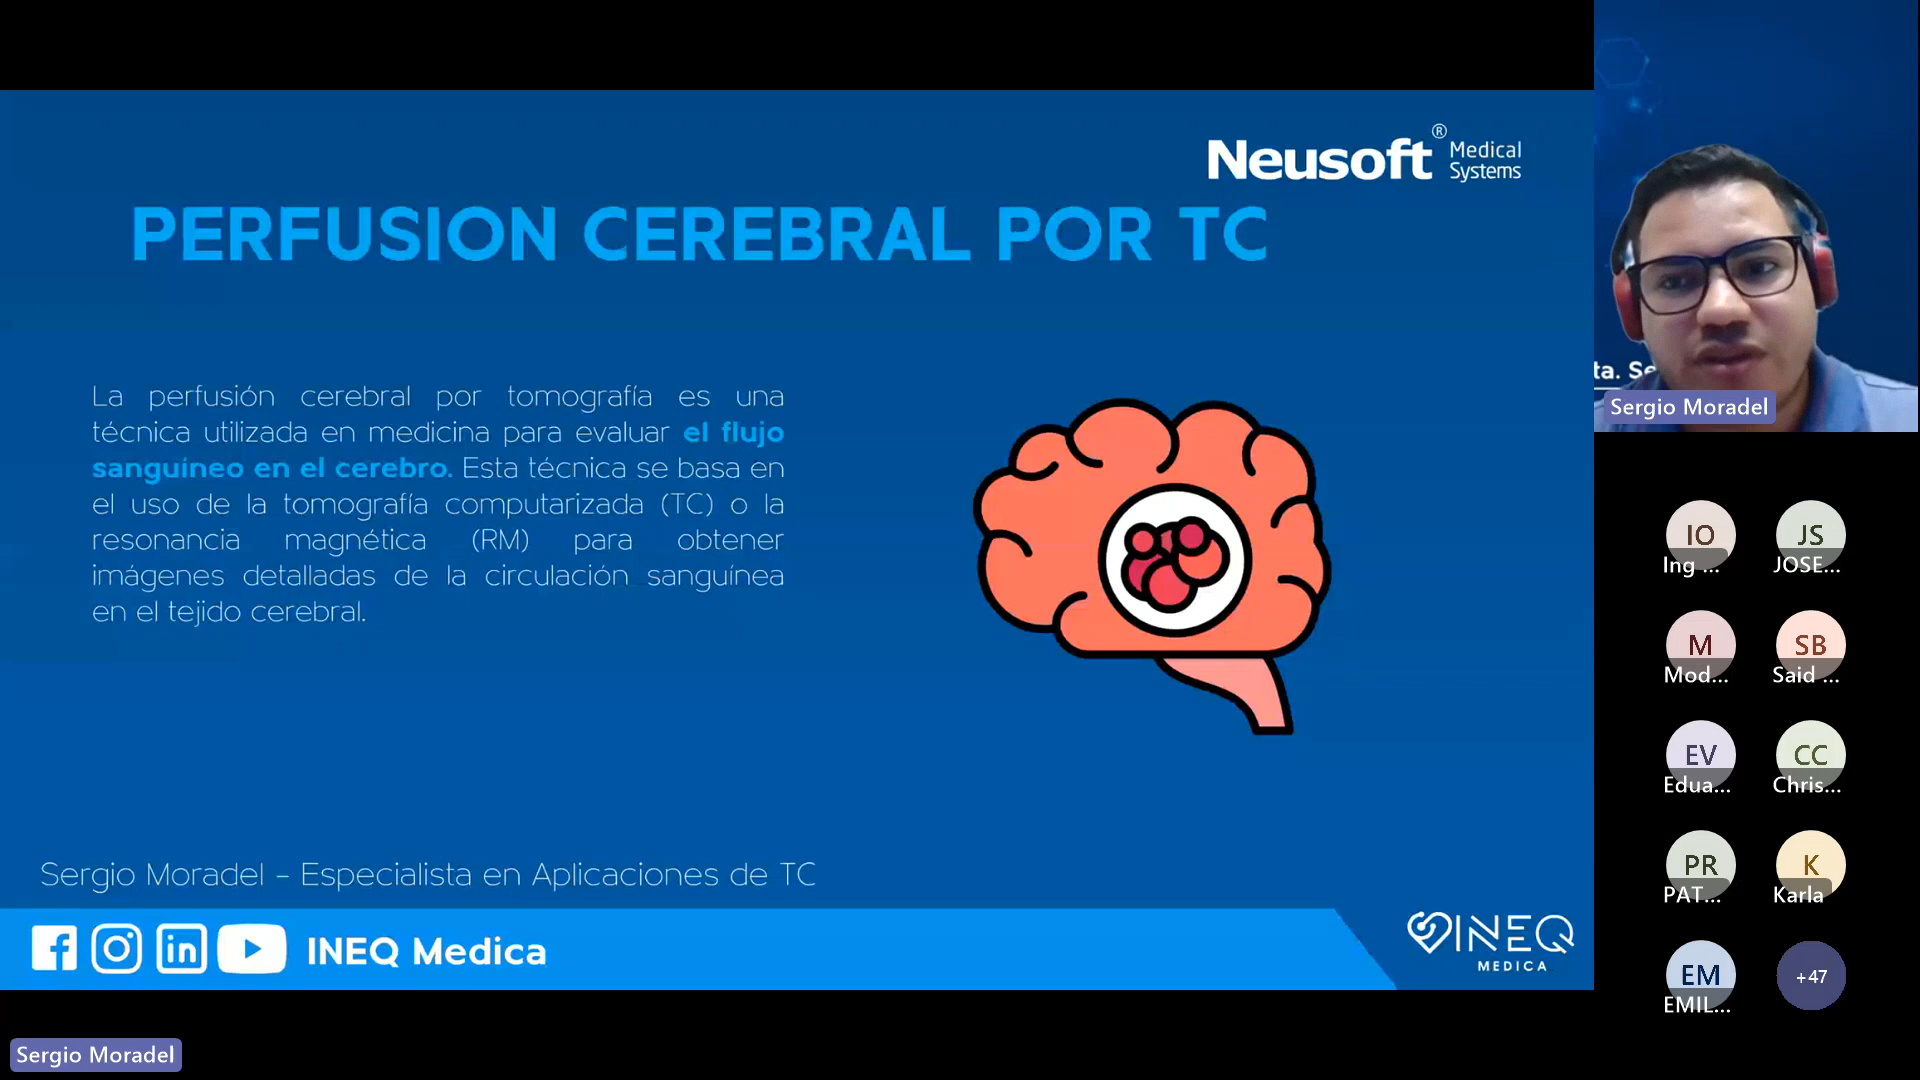 Neusoft® Medical
Systems
PERFUSION CEREBRAL POR TC
La perfusión cerebral por tomografía es una
técnica utilizada en medicina para evaluar el flujo
sanguíneo en el cerebro. Esta técnica se basa en
el uso de la tomografía computarizada (TC) o la
resonancia magnética (RM) para obtener
imágenes detalladas de la circulación sanguínea
en el tejido cerebral.
Sergio Moradel - Especialista en Aplicaciones de TC
INEQ Medica
INEQ
MEDICA
Sergio Moradel
ta. Se
Sergio Moradel
IO
Ing ...
JS
JOSE...
M
Mod...
SB
Said ...
EV
Edua...
CC
Chris...
PR
PAT...
K
Karla
EM
EMIL...
+47